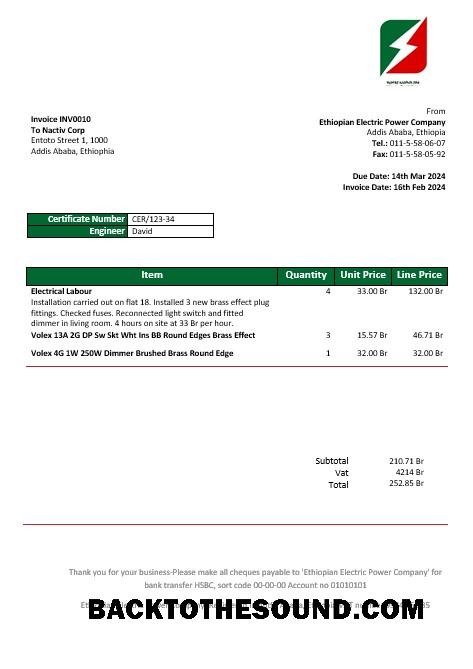 From
Invoice INV0010
Ethiopian Electric Power Company
To Nactiv Corp
Addis Ababa, Ethiopia
Entoto Street 1, 1000
Tel.: 011-5-58-06-07
Addis Ababa, Ethiophia
Fax: 011-5-58-05-92
Due Date: 14th Mar 2024
Invoice Date: 16th Feb 2024
Certificate Number CER/123-34
Engineer David
Item Quantity Unit Price Line Price
Electrical Labour 4 33.00 Br 132.00 Br
Installation carried out on flat 18. Installed 3 new brass effect plug
fittings. Checked fuses. Reconnected light switch and fitted
dimmer in living room. 4 hours on site at 33 Br per hour.
Volex 13A 2G DP Sw Skt Wht Ins BB Round Edges Brass Effect 3 15.57 Br 46.71 Br
Volex 4G 1W 250W Dimmer Brushed Brass Round Edge 1 32.00 Br 32.00 Br
Subtotal 210.71 Br
Vat 4214 Br
Total 252.85 Br
Thank you for your business-Please make all cheques payable to 'Ethiopian Electric Power Company' for
bank transfer HSBC, sort code 00-00-00 Account no 01010101
BACKTOTHESOUND.COM